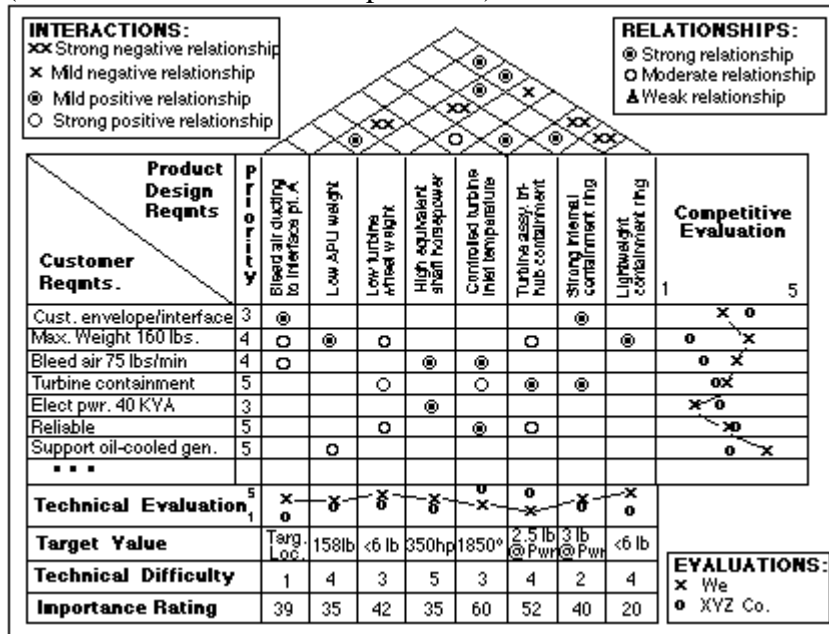 INTERACTIONS:
xx Strong negative relationship
x Mild negative relationship
Mild positive relationship
Strong positive relationship
RELATIONSHIPS:
Strong relationship
Moderate relationship
Weak relationship
Product Design Reqmts
Customer Reqmts.
Priority
Bleed air ducting to interface pt. A
Low APU weight
Low turbine wheel weight
High equivalent shaft horsepower
Controlled turbine inlet temperature
Turbine assy. tri-hub containment
Strong internal containment ring
Lightweight containment ring
Competitive Evaluation
1 5
Cust. envelope/interface 3
Max. Weight 160 lbs. 4
Bleed air 75 lbs/min 4
Turbine containment 5
Elect pwr. 40 KVA 3
Reliable 5
Support oil-cooled gen. 5
Technical Evaluation 5 1
Target Value Targ. Loc. 158lb <6 lb 350hp 1850° 2.5 lb @ Pwr 3 lb @ Pwr <6 lb
Technical Difficulty 1 4 3 5 3 4 2 4
Importance Rating 39 35 42 35 60 52 40 20
EVALUATIONS:
x We
o XYZ Co.